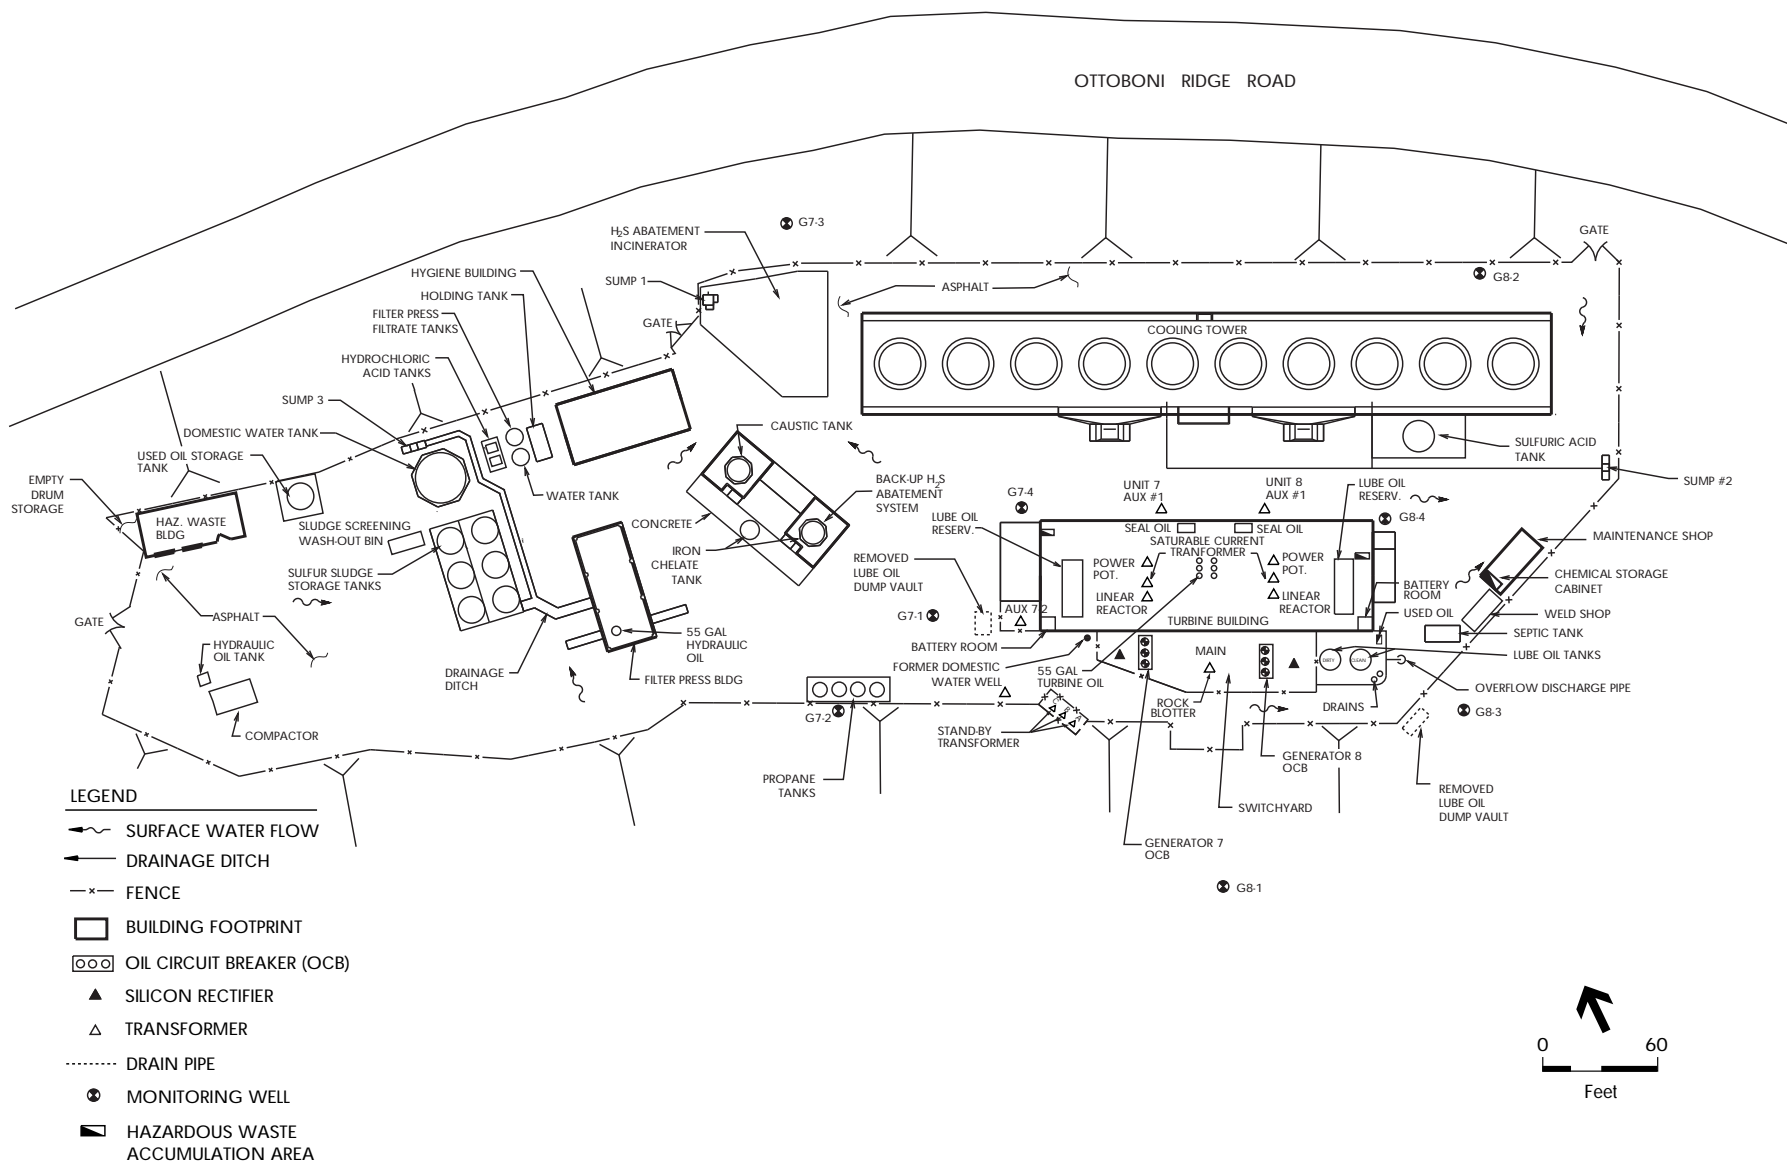 OTTOBONI RIDGE ROAD
G7-3
H2S ABATEMENT
INCINERATOR
GATE
HYGIENE BUILDING
SUMP 1
G8-2
ASPHALT
HOLDING TANK
FILTER PRESS
FILTRATE TANKS
GATE
COOLING TOWER
HYDROCHLORIC
ACID TANKS
SUMP 3
DOMESTIC WATER TANK
CAUSTIC TANK
SULFURIC ACID
TANK
USED OIL STORAGE
TANK
EMPTY
DRUM
STORAGE
WATER TANK
BACK-UP H2S
ABATEMENT
SYSTEM
G7-4
UNIT 7
AUX #1
UNIT 8
AUX #1
LUBE OIL
RESERV.
SUMP #2
HAZ. WASTE
BLDG
SLUDGE SCREENING
WASH-OUT BIN
CONCRETE
LUBE OIL
RESERV.
SEAL OIL
SEAL OIL
G8-4
SATURABLE CURRENT
TRANFORMER
MAINTENANCE SHOP
IRON
CHELATE
TANK
REMOVED
LUBE OIL
DUMP VAULT
POWER
POT.
POWER
POT.
SULFUR SLUDGE
STORAGE TANKS
LINEAR
REACTOR
LINEAR
REACTOR
BATTERY
ROOM
CHEMICAL STORAGE
CABINET
ASPHALT
GATE
G7-1
AUX 7/2
TURBINE BUILDING
USED OIL
WELD SHOP
SEPTIC TANK
HYDRAULIC
OIL TANK
55 GAL
HYDRAULIC
OIL
BATTERY ROOM
MAIN
DIRTY
CLEAN
LUBE OIL TANKS
DRAINAGE
DITCH
FILTER PRESS BLDG
FORMER DOMESTIC
WATER WELL
55 GAL
TURBINE OIL
ROCK
BLOTTER
DRAINS
OVERFLOW DISCHARGE PIPE
G7-2
C
B
A
G8-3
COMPACTOR
STAND-BY
TRANSFORMER
GENERATOR 8
OCB
PROPANE
TANKS
REMOVED
LUBE OIL
DUMP VAULT
SWITCHYARD
GENERATOR 7
OCB
G8-1
LEGEND
SURFACE WATER FLOW
DRAINAGE DITCH
FENCE
BUILDING FOOTPRINT
OIL CIRCUIT BREAKER (OCB)
SILICON RECTIFIER
TRANSFORMER
DRAIN PIPE
MONITORING WELL
HAZARDOUS WASTE
ACCUMULATION AREA
0 60
Feet